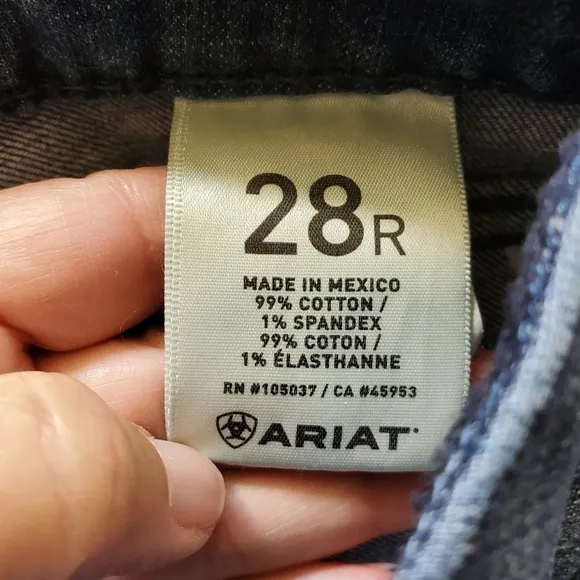 28R
MADE IN MEXICO
99% COTTON /
1% SPANDEX
99% COTON /
1% ÉLASTHANNE
RN #105037 / CA #45953
ARIAT